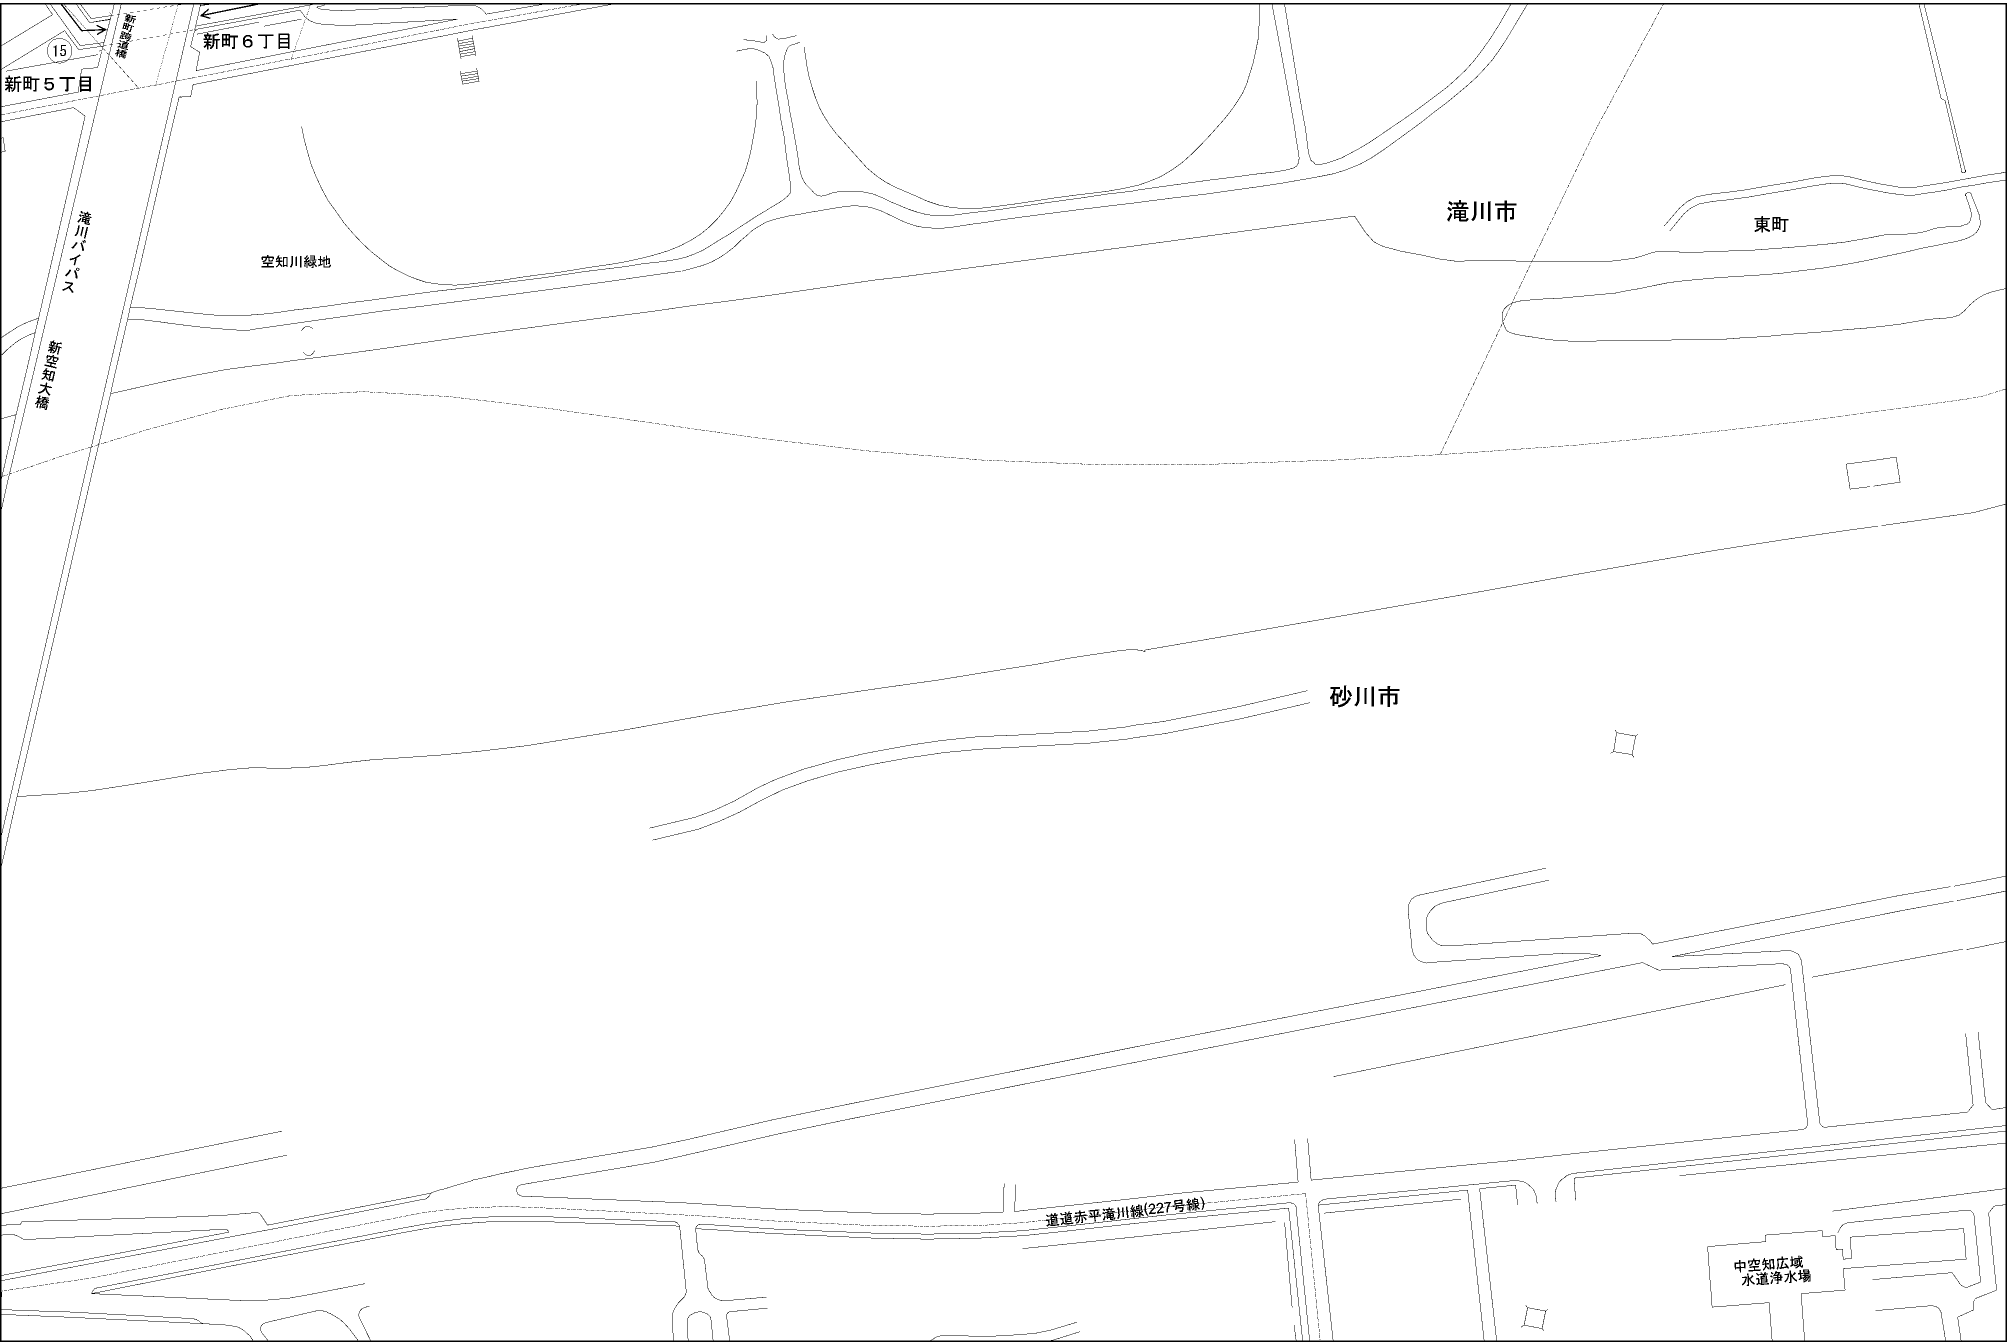 新町跨道橋
新町６丁目
15
新町５丁目
滝川バイパス
滝川市
東町
空知川緑地
新空知大橋
砂川市
道道赤平滝川線(227号線)
中空知広域
水道浄水場